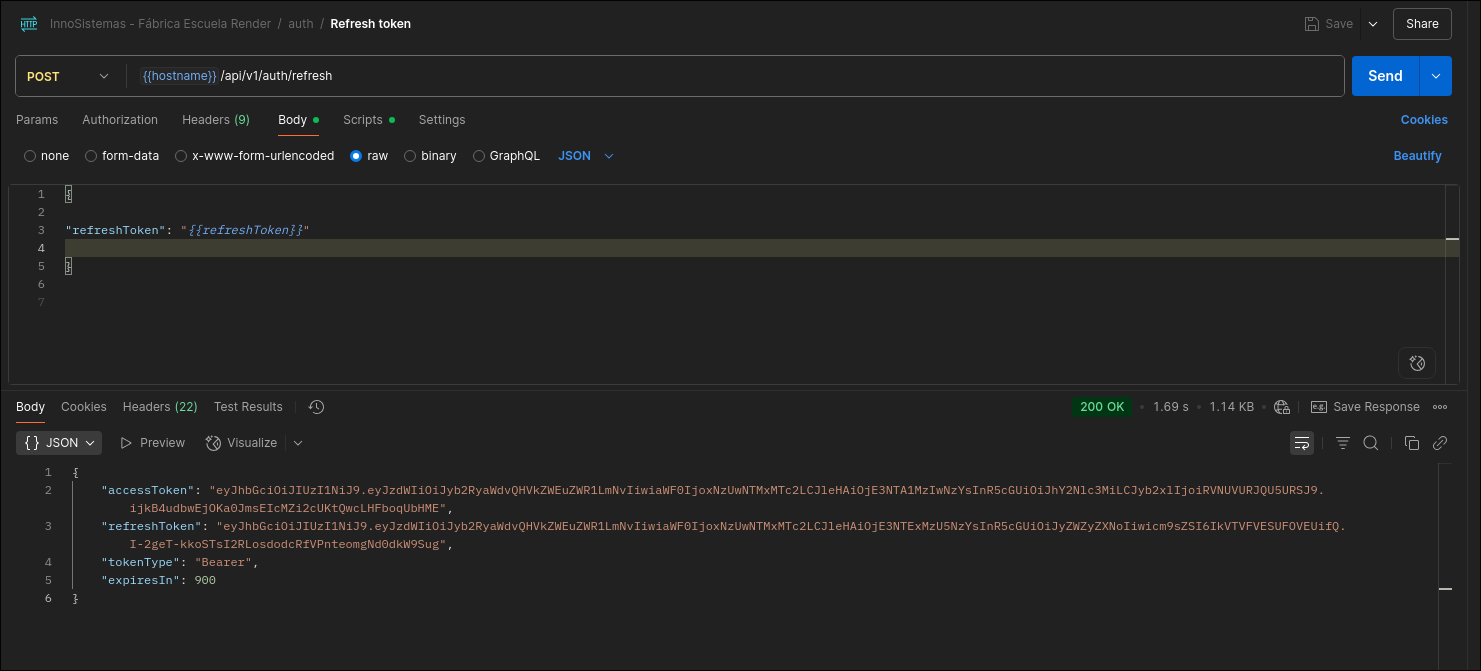 HTTP InnoSistemas - Fábrica Escuela Render / auth / Refresh token Save Share
POST {{hostname}} /api/v1/auth/refresh Send
Params Authorization Headers (9) Body Scripts Settings Cookies
none form-data x-www-form-urlencoded raw binary GraphQL JSON Beautify
1 {
2
3 "refreshToken": "{{refreshToken}}"
4
5 }
6
7
Body Cookies Headers (22) Test Results 200 OK 1.69 s 1.14 KB e.g. Save Response
{} JSON Preview Visualize
1 {
2 "accessToken": "eyJhbGciOiJIUzI1NiJ9.eyJzdWIiOiJyb2RyaWdvQHVkZWEuZWR1LmNvIiwiaWF0IjoxNzUwNTMxMTc2LCJleHAiOjE3NTA1MzIwNzYsInR5cGUiOiJhY2Nlc3MiLCJyb2xlIjoiRVNUVURJQU5URSJ9.
ijkB4udbwEjOKa0JmsEIcMZi2cUKtQwcLHFboqUbHME",
3 "refreshToken": "eyJhbGciOiJIUzI1NiJ9.eyJzdWIiOiJyb2RyaWdvQHVkZWEuZWR1LmNvIiwiaWF0IjoxNzUwNTMxMTc2LCJleHAiOjE3NTExMzU5NzYsInR5cGUiOiJyZWZyZXNoIiwicm9sZSI6IkVTVFVESUFOVEUifQ.
I-2geT-kkoSTsI2RLosdodcRfVPnteomgNd0dkW9Sug",
4 "tokenType": "Bearer",
5 "expiresIn": 900
6 }